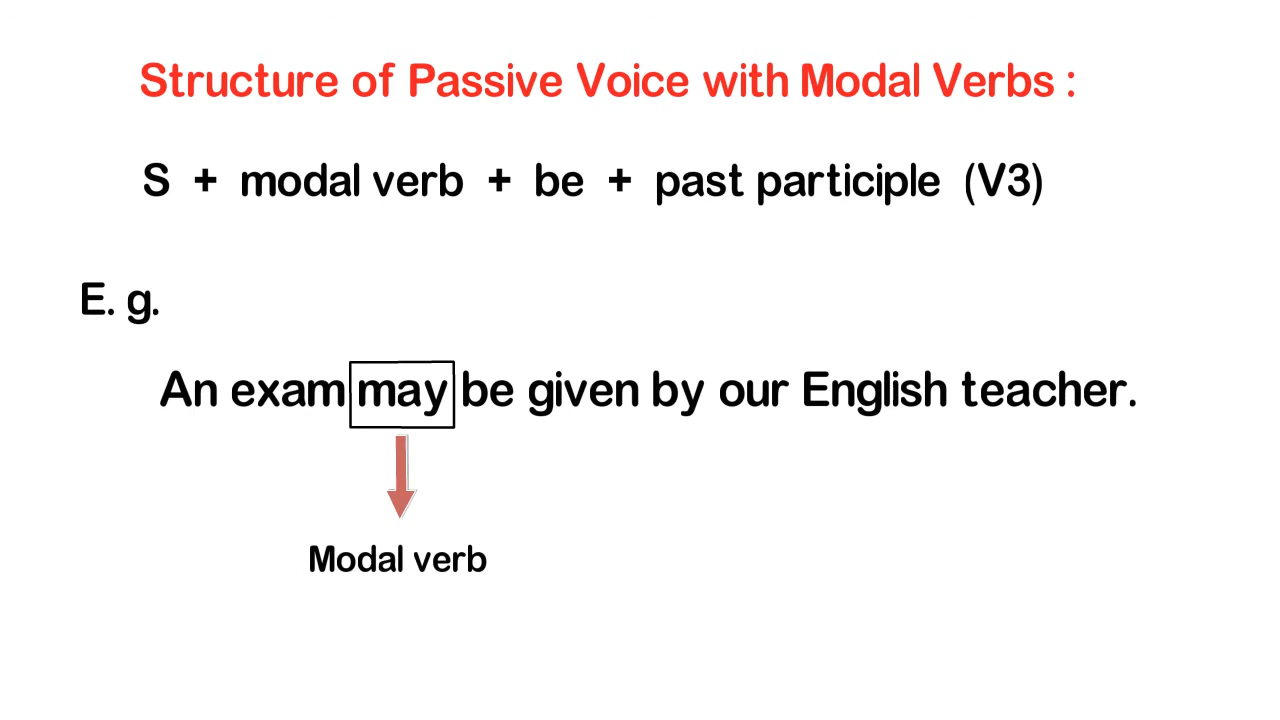 Structure of Passive Voice with Modal Verbs :
S + modal verb + be + past participle (V3)
E. g.
An exam may be given by our English teacher.
Modal verb